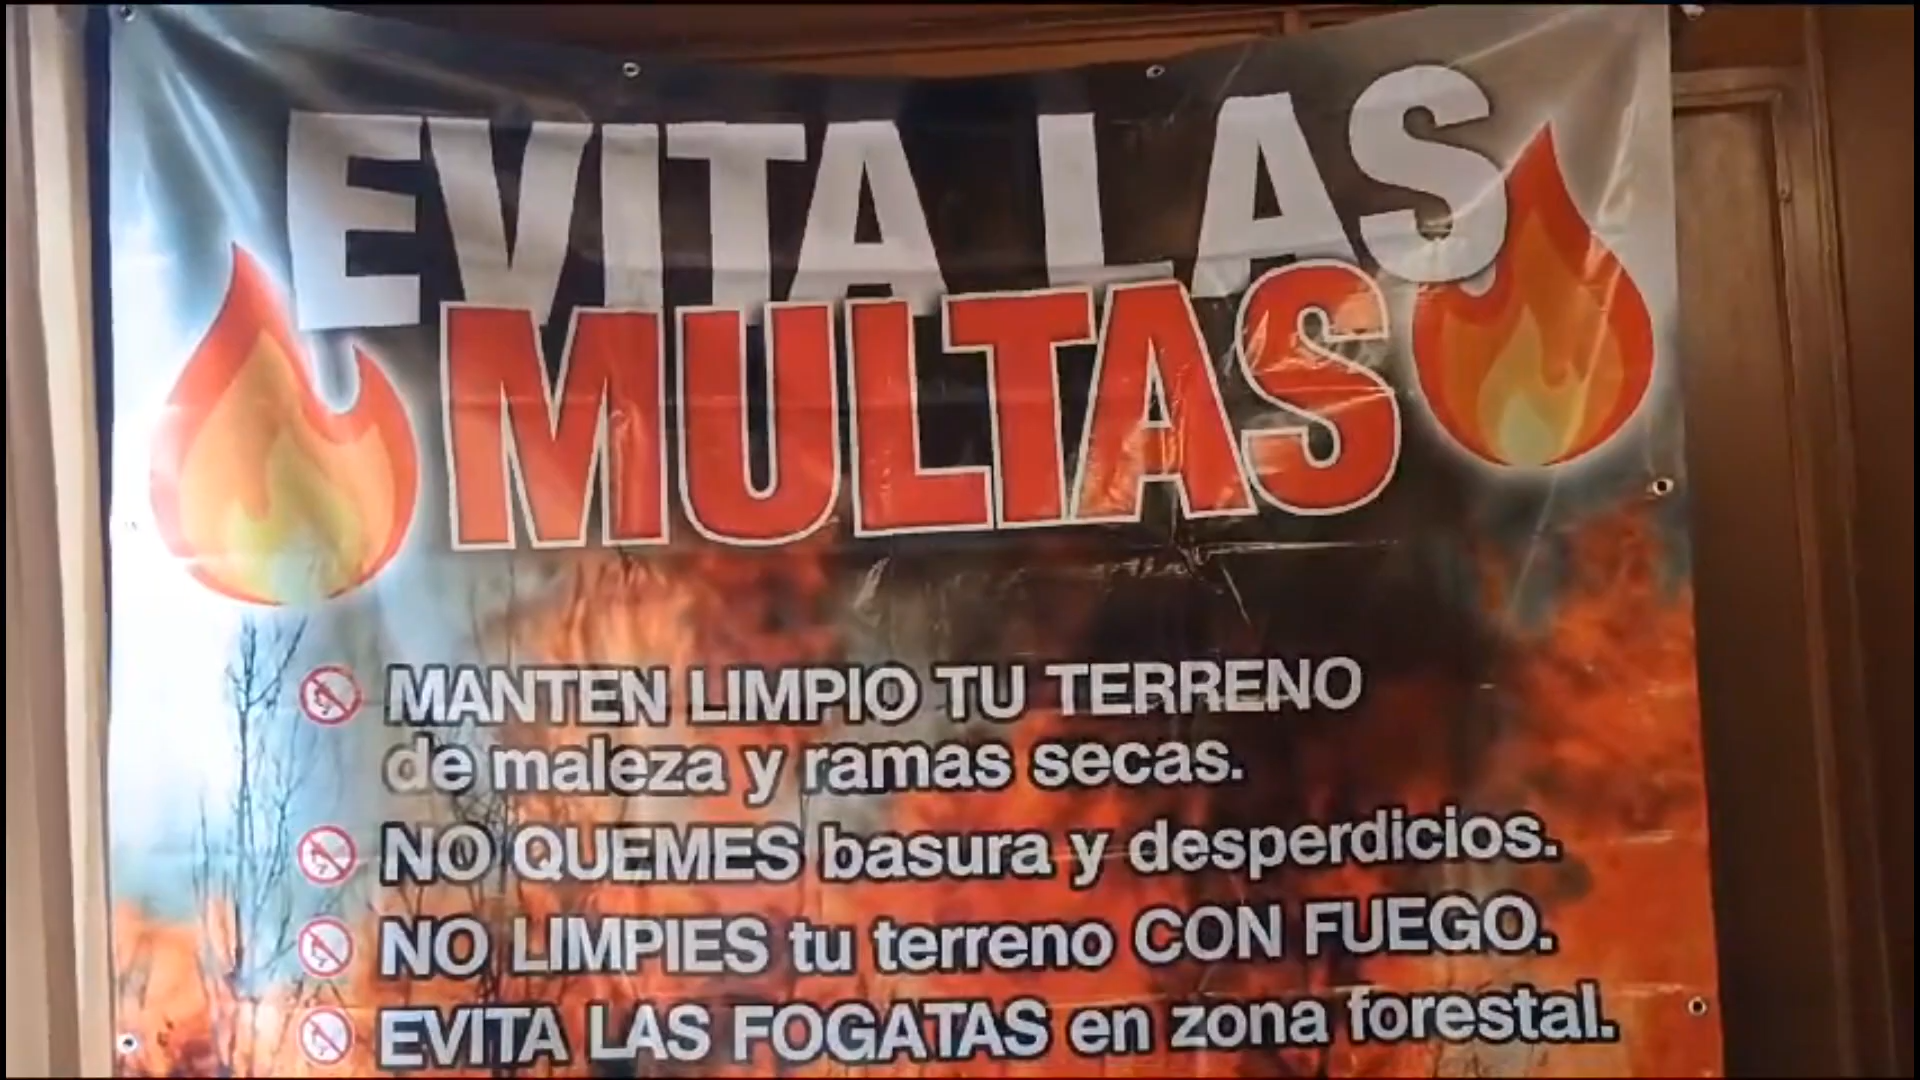 EVITA LAS
MULTAS
MANTEN LIMPIO TU TERRENO
de maleza y ramas secas.
NO QUEMES basura y desperdicios.
NO LIMPIES tu terreno CON FUEGO.
EVITA LAS FOGATAS en zona forestal.